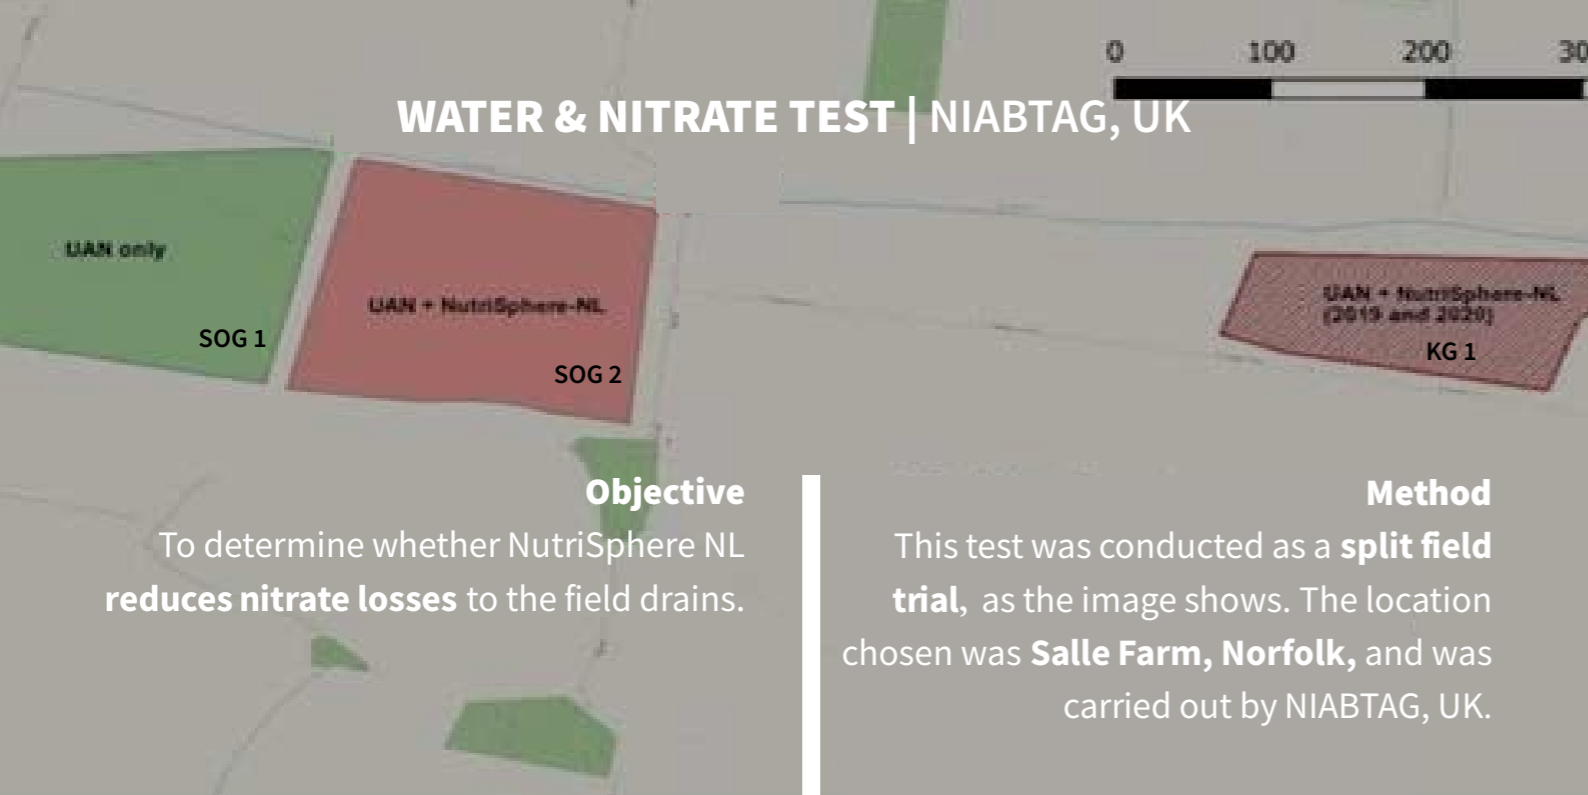 0 100 200 30
WATER & NITRATE TEST | NIABTAG, UK
UAN only
SOG 1
UAN + NutriSphere-NL
SOG 2
UAN + NutriSphere-NL
(2019 and 2020)
KG 1
Objective
To determine whether NutriSphere NL
reduces nitrate losses to the field drains.
Method
This test was conducted as a split field
trial, as the image shows. The location
chosen was Salle Farm, Norfolk, and was
carried out by NIABTAG, UK.